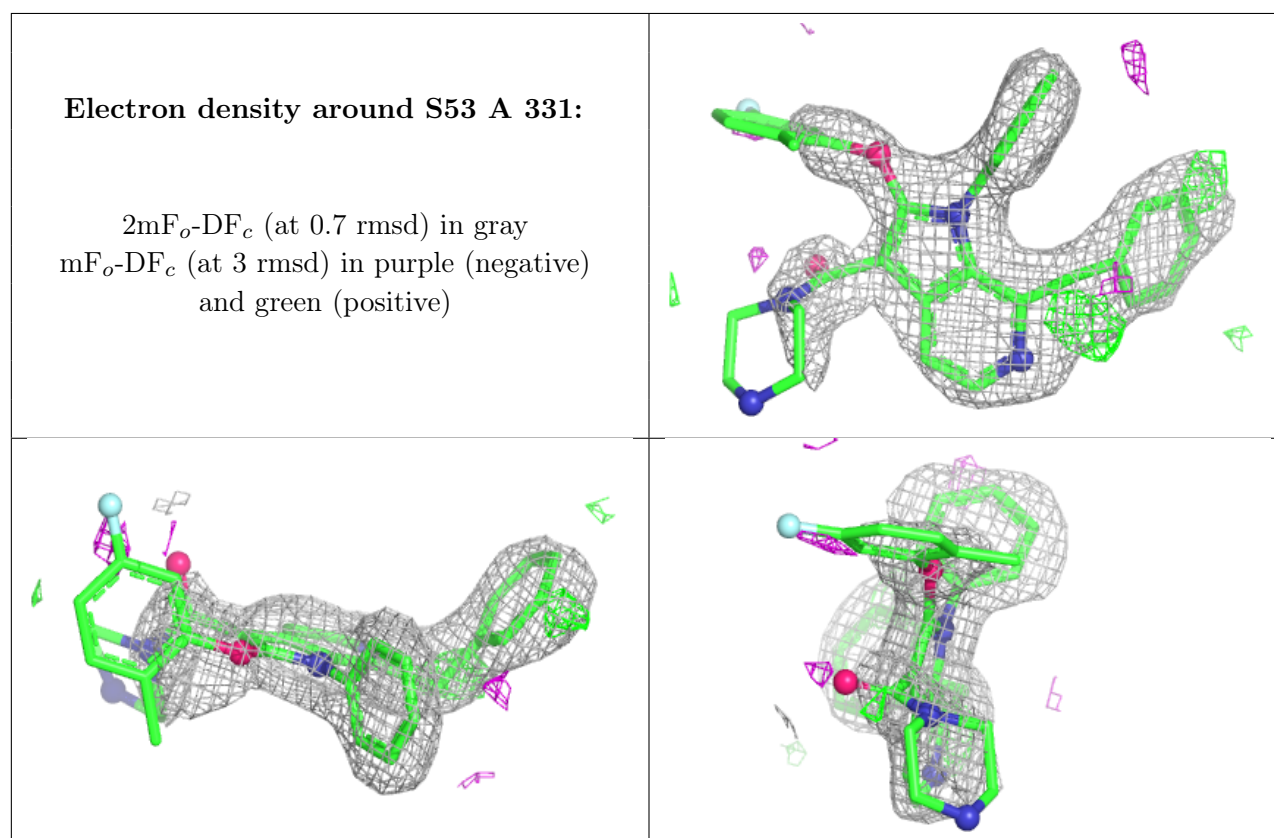 Electron density around S53 A 331:
2mFₒ-DF𝒸 (at 0.7 rmsd) in gray
mFₒ-DF𝒸 (at 3 rmsd) in purple (negative)
and green (positive)